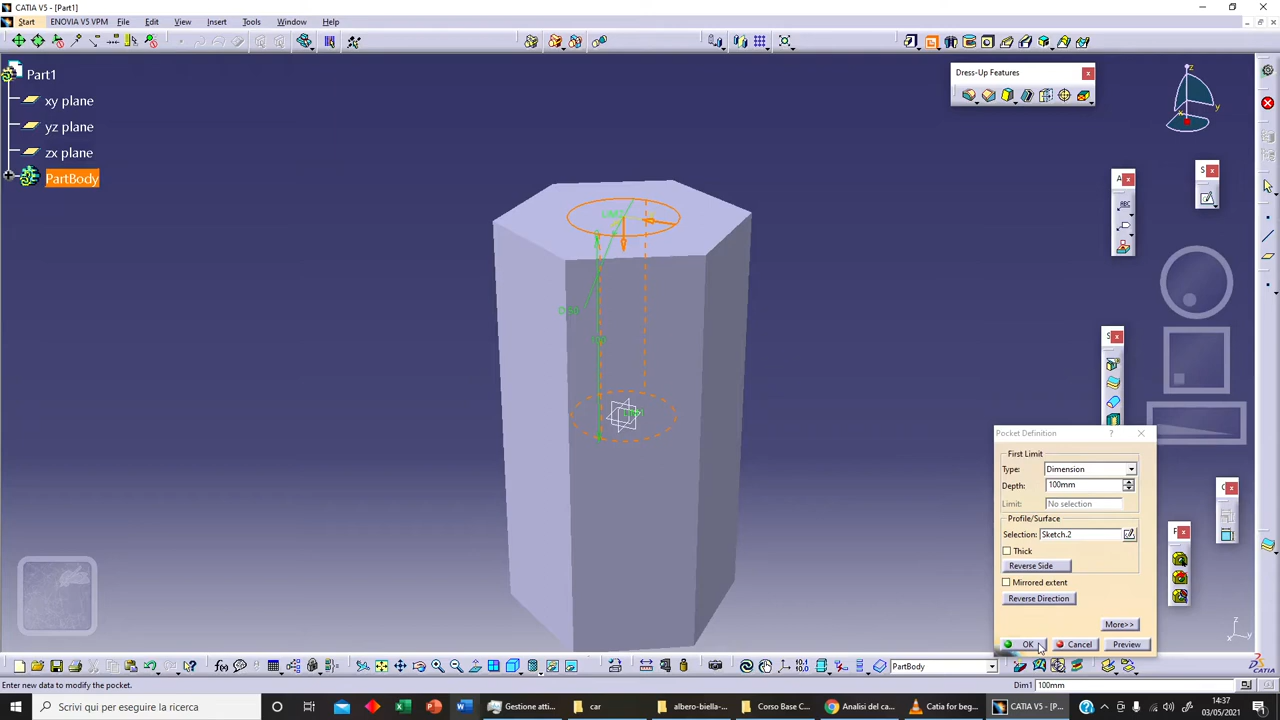 CATIA V5 - [Part1]
Start ENOVIA V5 VPM File Edit View Insert Tools Window Help
Part1
Dress-Up Features
xy plane
yz plane
zx plane
PartBody
z
y
A
S
ABC
S
Pocket Definition ?
First Limit
Type: Dimension
Depth: 100mm
Limit: No selection
Profile/Surface
Selection: Sketch.2
Thick
Reverse Side
Mirrored extent
Reverse Direction
More>>
OK Cancel Preview
PartBody
Enter new data to modify the pocket.
Dim1 100mm
Scrivi qui per eseguire la ricerca
Gestione atti...
car
albero-biella-...
Corso Base C...
Analisi del ca...
Catia for beg...
CATIA V5 - [P...
14:37
03/05/2021